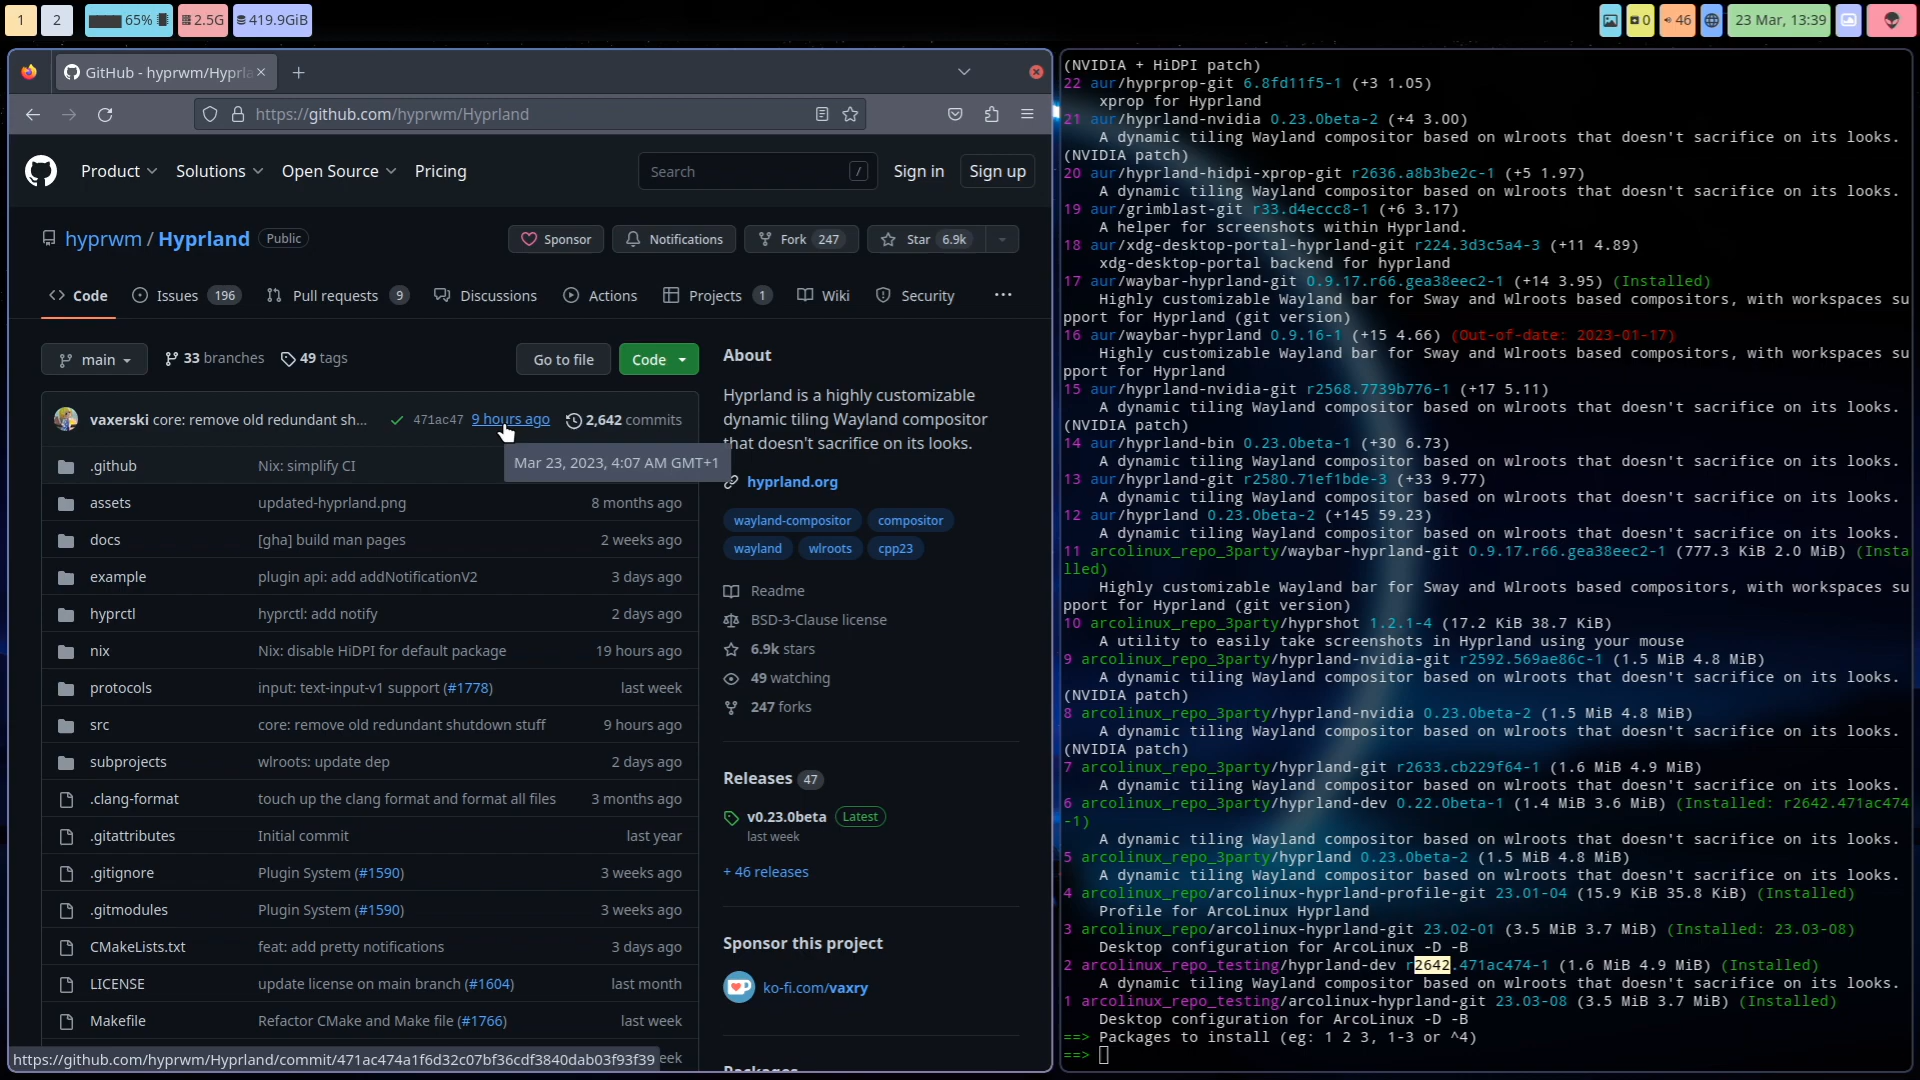 1
2
65%
2.5G
419.9GiB
0
46
23 Mar, 13:39
GitHub - hyprwm/Hyprla
https://github.com/hyprwm/Hyprland
Product
Solutions
Open Source
Pricing
Search
/
Sign in
Sign up
hyprwm / Hyprland
Public
Sponsor
Notifications
Fork 247
Star 6.9k
Code
Issues 196
Pull requests 9
Discussions
Actions
Projects 1
Wiki
Security
main
33 branches
49 tags
Go to file
Code
vaxerski core: remove old redundant sh...
471ac47
9 hours ago
2,642 commits
Mar 23, 2023, 4:07 AM GMT+1
.github Nix: simplify CI
assets updated-hyprland.png 8 months ago
docs [gha] build man pages 2 weeks ago
example plugin api: add addNotificationV2 3 days ago
hyprctl hyprctl: add notify 2 days ago
nix Nix: disable HiDPI for default package 19 hours ago
protocols input: text-input-v1 support (#1778) last week
src core: remove old redundant shutdown stuff 9 hours ago
subprojects wlroots: update dep 2 days ago
.clang-format touch up the clang format and format all files 3 months ago
.gitattributes Initial commit last year
.gitignore Plugin System (#1590) 3 weeks ago
.gitmodules Plugin System (#1590) 3 weeks ago
CMakeLists.txt feat: add pretty notifications 3 days ago
LICENSE update license on main branch (#1604) last month
Makefile Refactor CMake and Make file (#1766) last week
https://github.com/hyprwm/Hyprland/commit/471ac474a1f6d32c07bf36cdf3840dab03f93f39
eek
About
Hyprland is a highly customizable
dynamic tiling Wayland compositor
that doesn't sacrifice on its looks.
hyprland.org
wayland-compositor
compositor
wayland
wlroots
cpp23
Readme
BSD-3-Clause license
6.9k stars
49 watching
247 forks
Releases 47
v0.23.0beta Latest
last week
+ 46 releases
Sponsor this project
ko-fi.com/vaxry
Packages
(NVIDIA + HiDPI patch)
22 aur/hyprprop-git 6.8fd11f5-1 (+3 1.05)
xprop for Hyprland
21 aur/hyprland-nvidia 0.23.0beta-2 (+4 3.00)
A dynamic tiling Wayland compositor based on wlroots that doesn't sacrifice on its looks.
(NVIDIA patch)
20 aur/hyprland-hidpi-xprop-git r2636.a8b3be2c-1 (+5 1.97)
A dynamic tiling Wayland compositor based on wlroots that doesn't sacrifice on its looks.
19 aur/grimblast-git r33.d4eccc8-1 (+6 3.17)
A helper for screenshots within Hyprland.
18 aur/xdg-desktop-portal-hyprland-git r224.3d3c5a4-3 (+11 4.89)
xdg-desktop-portal backend for hyprland
17 aur/waybar-hyprland-git 0.9.17.r66.gea38eec2-1 (+14 3.95) (Installed)
Highly customizable Wayland bar for Sway and Wlroots based compositors, with workspaces su
pport for Hyprland (git version)
16 aur/waybar-hyprland 0.9.16-1 (+15 4.66) (Out-of-date: 2023-01-17)
Highly customizable Wayland bar for Sway and Wlroots based compositors, with workspaces su
pport for Hyprland
15 aur/hyprland-nvidia-git r2568.7739b776-1 (+17 5.11)
A dynamic tiling Wayland compositor based on wlroots that doesn't sacrifice on its looks.
(NVIDIA patch)
14 aur/hyprland-bin 0.23.0beta-1 (+30 6.73)
A dynamic tiling Wayland compositor based on wlroots that doesn't sacrifice on its looks.
13 aur/hyprland-git r2580.71ef1bde-3 (+33 9.77)
A dynamic tiling Wayland compositor based on wlroots that doesn't sacrifice on its looks.
12 aur/hyprland 0.23.0beta-2 (+145 59.23)
A dynamic tiling Wayland compositor based on wlroots that doesn't sacrifice on its looks.
11 arcolinux_repo_3party/waybar-hyprland-git 0.9.17.r66.gea38eec2-1 (777.3 KiB 2.0 MiB) (Insta
lled)
Highly customizable Wayland bar for Sway and Wlroots based compositors, with workspaces su
pport for Hyprland (git version)
10 arcolinux_repo_3party/hyprshot 1.2.1-4 (17.2 KiB 38.7 KiB)
A utility to easily take screenshots in Hyprland using your mouse
9 arcolinux_repo_3party/hyprland-nvidia-git r2592.569ae86c-1 (1.5 MiB 4.8 MiB)
A dynamic tiling Wayland compositor based on wlroots that doesn't sacrifice on its looks.
(NVIDIA patch)
8 arcolinux_repo_3party/hyprland-nvidia 0.23.0beta-2 (1.5 MiB 4.8 MiB)
A dynamic tiling Wayland compositor based on wlroots that doesn't sacrifice on its looks.
(NVIDIA patch)
7 arcolinux_repo_3party/hyprland-git r2633.cb229f64-1 (1.6 MiB 4.9 MiB)
A dynamic tiling Wayland compositor based on wlroots that doesn't sacrifice on its looks.
6 arcolinux_repo_3party/hyprland-dev 0.22.0beta-1 (1.4 MiB 3.6 MiB) (Installed: r2642.471ac474
-1)
A dynamic tiling Wayland compositor based on wlroots that doesn't sacrifice on its looks.
5 arcolinux_repo_3party/hyprland 0.23.0beta-2 (1.5 MiB 4.8 MiB)
A dynamic tiling Wayland compositor based on wlroots that doesn't sacrifice on its looks.
4 arcolinux_repo/arcolinux-hyprland-profile-git 23.01-04 (15.9 KiB 35.8 KiB) (Installed)
Profile for ArcoLinux Hyprland
3 arcolinux_repo/arcolinux-hyprland-git 23.02-01 (3.5 MiB 3.7 MiB) (Installed: 23.03-08)
Desktop configuration for ArcoLinux -D -B
2 arcolinux_repo_testing/hyprland-dev r2642.471ac474-1 (1.6 MiB 4.9 MiB) (Installed)
A dynamic tiling Wayland compositor based on wlroots that doesn't sacrifice on its looks.
1 arcolinux_repo_testing/arcolinux-hyprland-git 23.03-08 (3.5 MiB 3.7 MiB) (Installed)
Desktop configuration for ArcoLinux -D -B
==> Packages to install (eg: 1 2 3, 1-3 or ^4)
==>